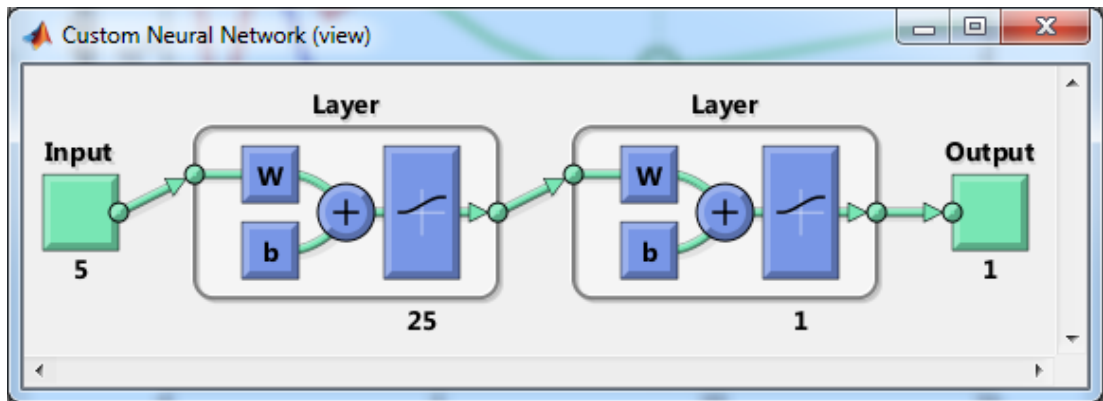 Custom Neural Network (view)
Layer Layer
Input Output
W W
b b
5 1
25 1